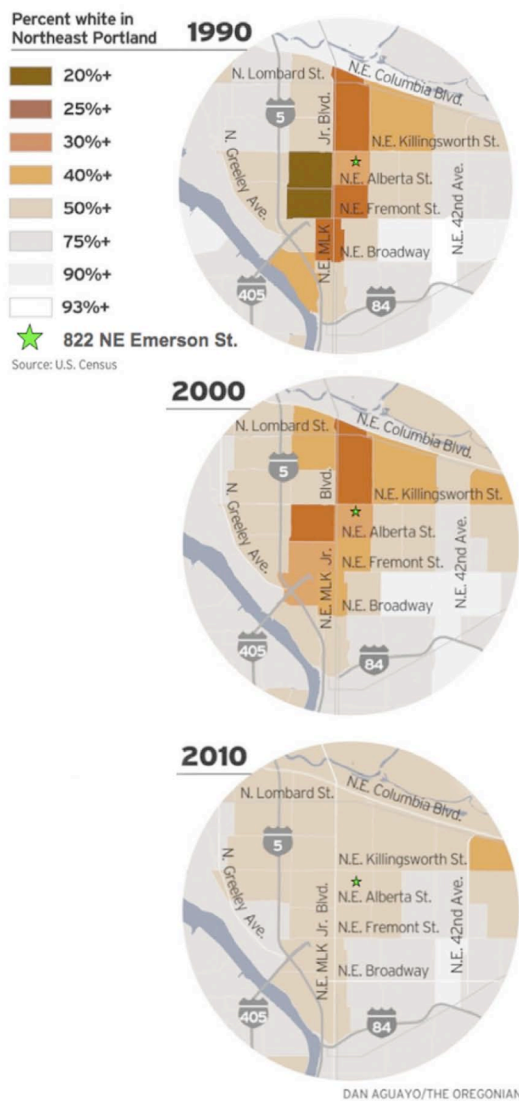 Percent white in
Northeast Portland
20%+
25%+
30%+
40%+
50%+
75%+
90%+
93%+
822 NE Emerson St.
Source: U.S. Census
1990
N. Lombard St.
N.E. Columbia Blvd.
5
Jr. Blvd.
N.E. Killingsworth St.
N. Greeley Ave.
N.E. Alberta St.
N.E. Fremont St.
N.E. 42nd Ave.
N.E. MLK
N.E. Broadway
405
84
2000
N. Lombard St.
N.E. Columbia Blvd.
5
Blvd.
N.E. Killingsworth St.
N. Greeley Ave.
N.E. Alberta St.
N.E. Fremont St.
N.E. 42nd Ave.
N.E. MLK Jr.
N.E. Broadway
405
84
2010
N. Lombard St.
N.E. Columbia Blvd.
5
N.E. Killingsworth St.
N. Greeley Ave.
N.E. Alberta St.
N.E. Fremont St.
N.E. 42nd Ave.
N.E. MLK Jr. Blvd.
N.E. Broadway
405
84
DAN AGUAYO/THE OREGONIAN